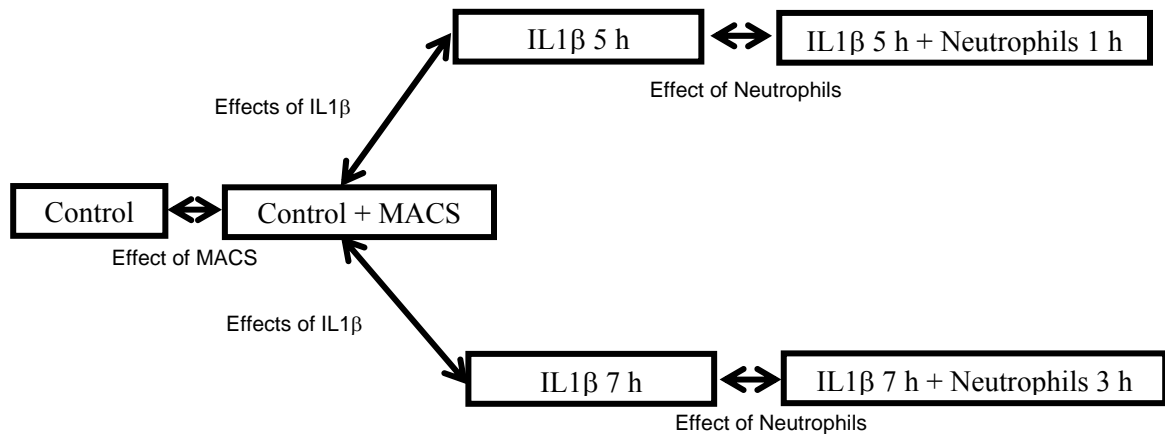 IL1β 5 h
IL1β 5 h + Neutrophils 1 h
Effect of Neutrophils
Effects of IL1β
Control
Control + MACS
Effect of MACS
Effects of IL1β
IL1β 7 h
IL1β 7 h + Neutrophils 3 h
Effect of Neutrophils